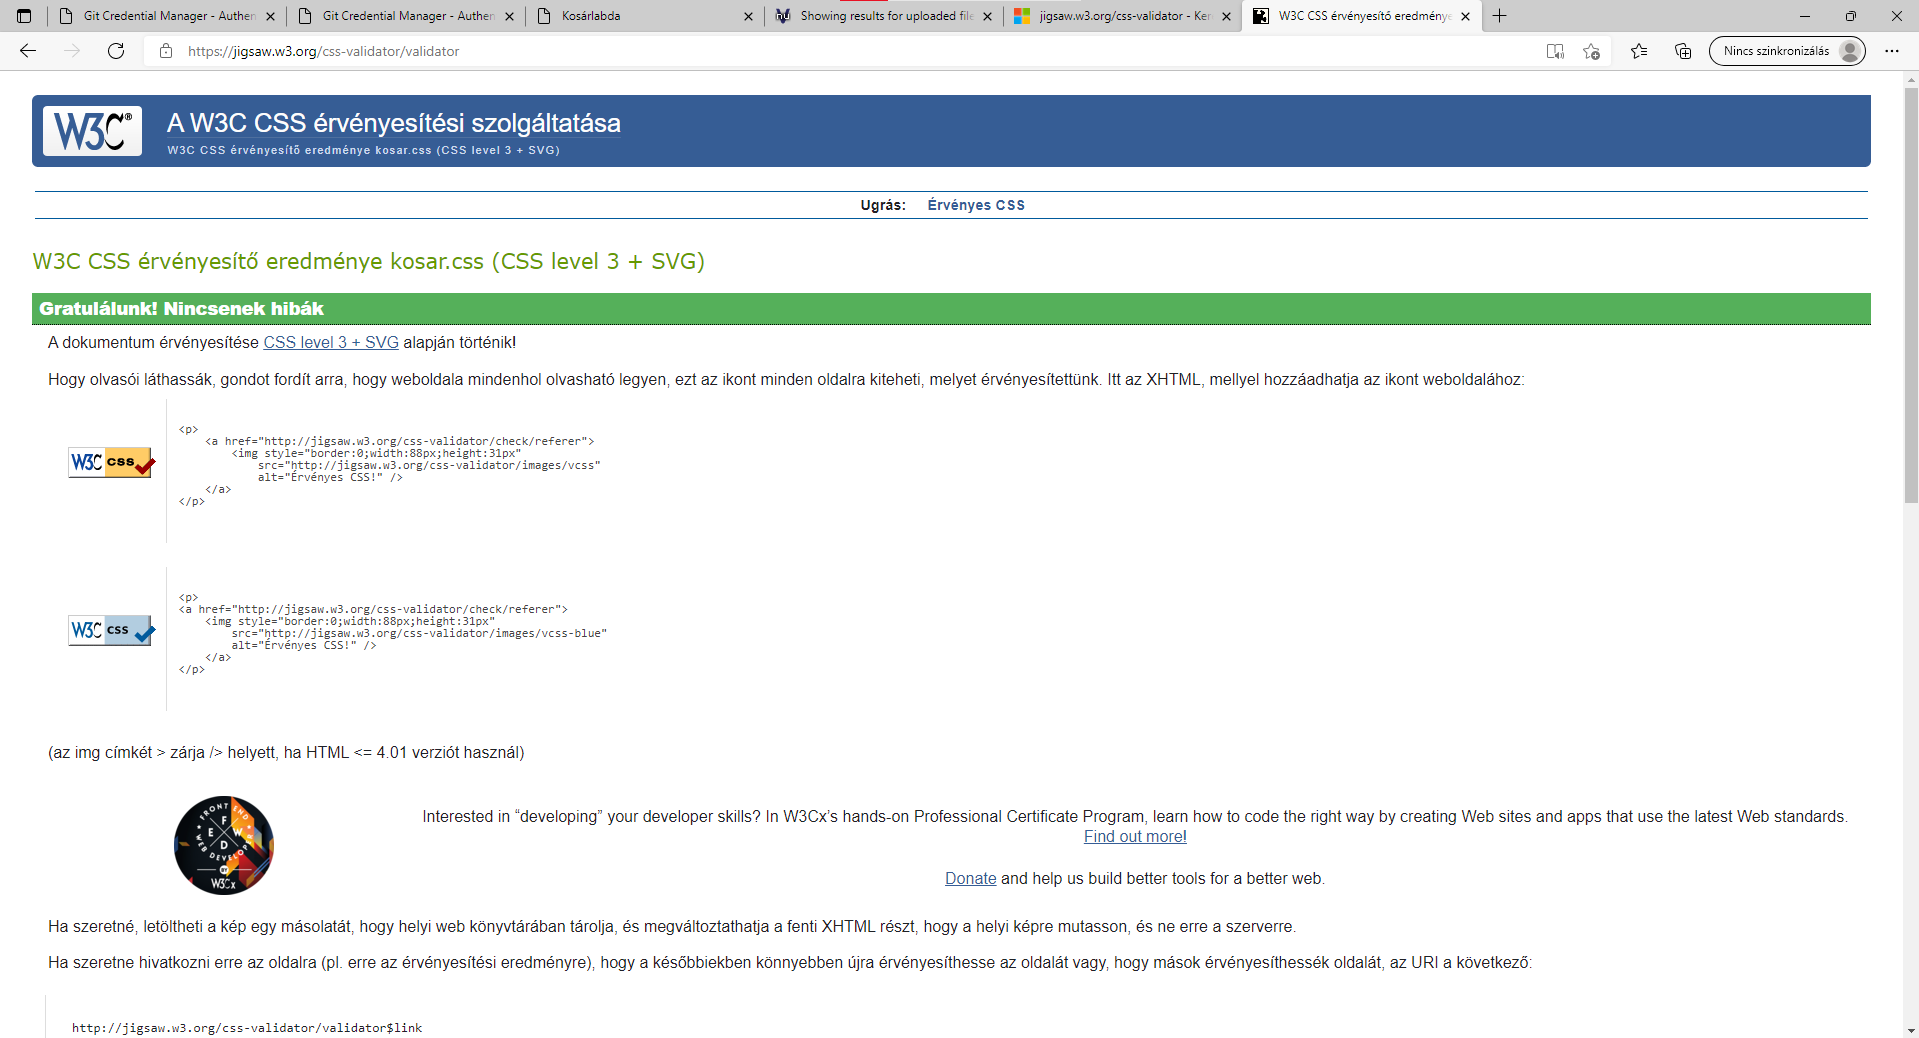 Git Credential Manager - Authen
Git Credential Manager - Authen
Kosárlabda
Showing results for uploaded file
jigsaw.w3.org/css-validator - Ker
W3C CSS érvényesítő eredménye
https://jigsaw.w3.org/css-validator/validator
Nincs szinkronizálás
W3C®
A W3C CSS érvényesítési szolgáltatása
W3C CSS érvényesítő eredménye kosar.css (CSS level 3 + SVG)
Ugrás: Érvényes CSS
W3C CSS érvényesítő eredménye kosar.css (CSS level 3 + SVG)
Gratulálunk! Nincsenek hibák
A dokumentum érvényesítése CSS level 3 + SVG alapján történik!
Hogy olvasói láthassák, gondot fordít arra, hogy weboldala mindenhol olvasható legyen, ezt az ikont minden oldalra kiteheti, melyet érvényesítettünk. Itt az XHTML, mellyel hozzáadhatja az ikont weboldalához:
W3C css
<p>
<a href="http://jigsaw.w3.org/css-validator/check/referer">
<img style="border:0;width:88px;height:31px"
src="http://jigsaw.w3.org/css-validator/images/vcss"
alt="Érvényes CSS!" />
</a>
</p>
W3C css
<p>
<a href="http://jigsaw.w3.org/css-validator/check/referer">
<img style="border:0;width:88px;height:31px"
src="http://jigsaw.w3.org/css-validator/images/vcss-blue"
alt="Érvényes CSS!" />
</a>
</p>
(az img címkét > zárja /> helyett, ha HTML <= 4.01 verziót használ)
FRONT END
F E W D
WEB DEVELOPER
W3Cx
Interested in “developing” your developer skills? In W3Cx’s hands-on Professional Certificate Program, learn how to code the right way by creating Web sites and apps that use the latest Web standards.
Find out more!
Donate and help us build better tools for a better web.
Ha szeretné, letöltheti a kép egy másolatát, hogy helyi web könyvtárában tárolja, és megváltoztathatja a fenti XHTML részt, hogy a helyi képre mutasson, és ne erre a szerverre.
Ha szeretne hivatkozni erre az oldalra (pl. erre az érvényesítési eredményre), hogy a későbbiekben könnyebben újra érvényesíthesse az oldalát vagy, hogy mások érvényesíthessék oldalát, az URI a következő:
http://jigsaw.w3.org/css-validator/validator$link